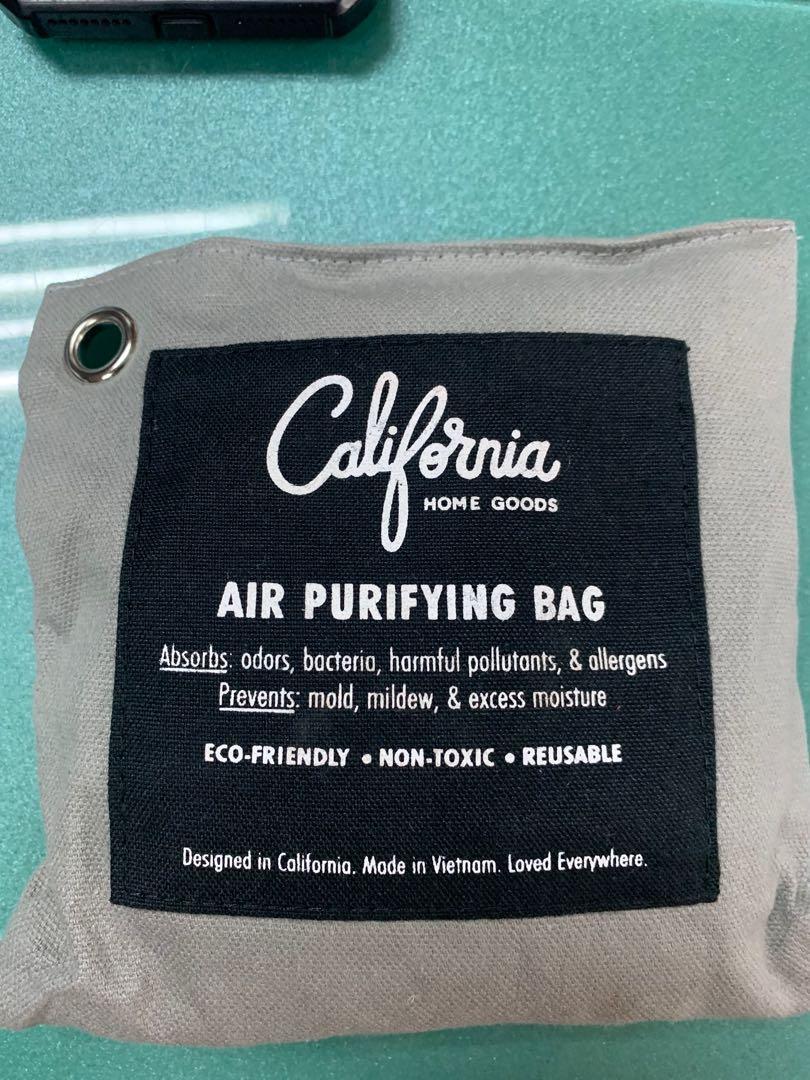 California
HOME GOODS
AIR PURIFYING BAG
Absorbs: odors, bacteria, harmful pollutants, & allergens
Prevents: mold, mildew, & excess moisture
ECO-FRIENDLY • NON-TOXIC • REUSABLE
Designed in California. Made in Vietnam. Loved Everywhere.